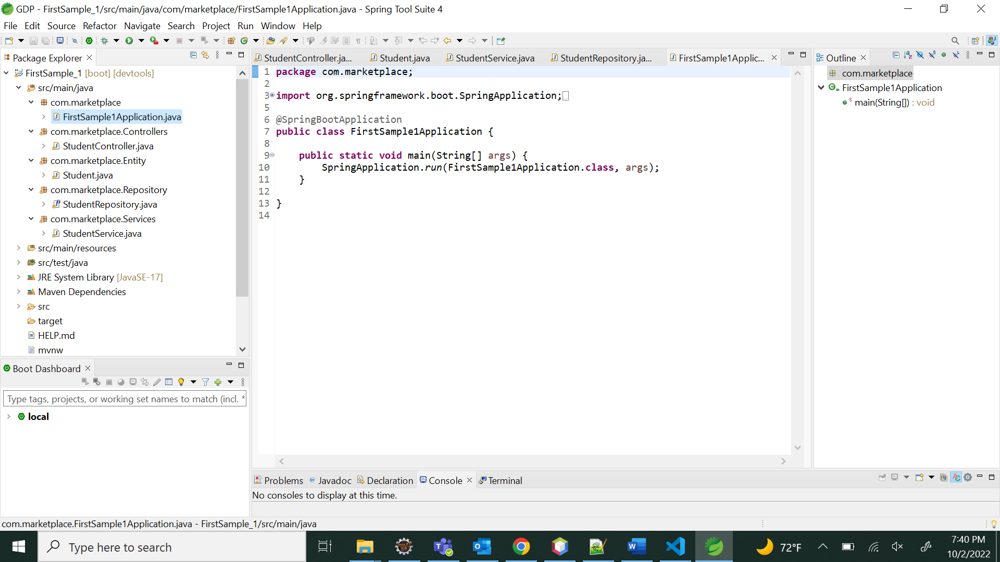 GDP - FirstSample_1/src/main/java/com/marketplace/FirstSample1Application.java - Spring Tool Suite 4
File Edit Source Refactor Navigate Search Project Run Window Help
Package Explorer
FirstSample_1 [boot] [devtools]
src/main/java
com.marketplace
FirstSample1Application.java
com.marketplace.Controllers
StudentController.java
com.marketplace.Entity
Student.java
com.marketplace.Repository
StudentRepository.java
com.marketplace.Services
StudentService.java
src/main/resources
src/test/java
JRE System Library [JavaSE-17]
Maven Dependencies
src
target
HELP.md
mvnw
Boot Dashboard
Type tags, projects, or working set names to match (incl. *
local
StudentController.ja... Student.java StudentService.java StudentRepository.ja... FirstSample1Applic...
1 package com.marketplace;
2
3 import org.springframework.boot.SpringApplication;
5
6 @SpringBootApplication
7 public class FirstSample1Application {
8
9 public static void main(String[] args) {
10 SpringApplication.run(FirstSample1Application.class, args);
11 }
12
13 }
14
Outline
com.marketplace
FirstSample1Application
main(String[]) : void
Problems Javadoc Declaration Console Terminal
No consoles to display at this time.
com.marketplace.FirstSample1Application.java - FirstSample_1/src/main/java
Type here to search
72°F
7:40 PM
10/2/2022